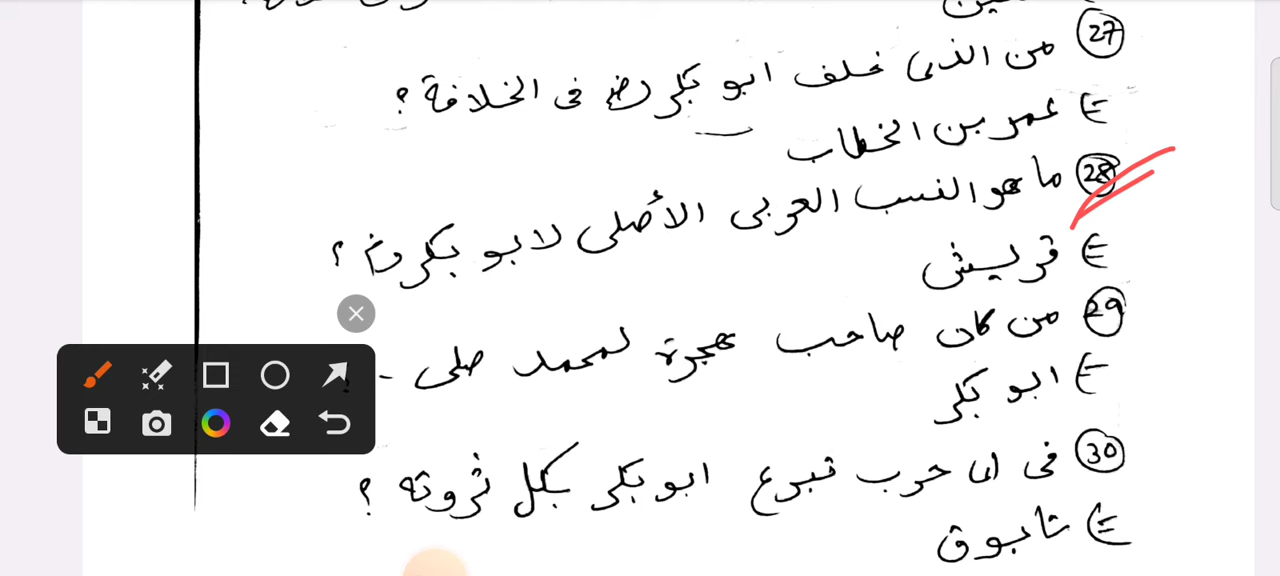 27 من الذى خلف ابو بكر رض فى الخلافة ؟
عمر بن الخطاب
28 ما هو النسب العربى الأصلى لابو بكر رض ؟
قريش
29 من كان صاحب هجرة لمحمد صلى -
ابو بكر
30 فى اى حرب تبرع ابو بكر بكل ثروته ؟
تابوق